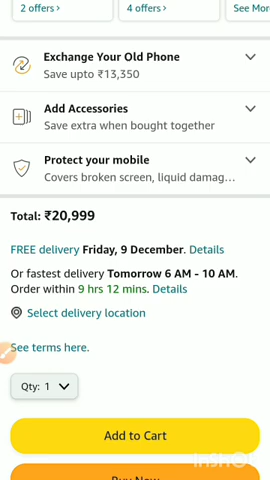 2 offers ›
4 offers ›
See Mor
Exchange Your Old Phone
Save upto ₹13,350
Add Accessories
Save extra when bought together
Protect your mobile
Covers broken screen, liquid damag…
Total: ₹20,999
FREE delivery Friday, 9 December. Details
Or fastest delivery Tomorrow 6 AM - 10 AM.
Order within 9 hrs 12 mins. Details
Select delivery location
See terms here.
Qty: 1
Add to Cart
InShOt
Buy Now